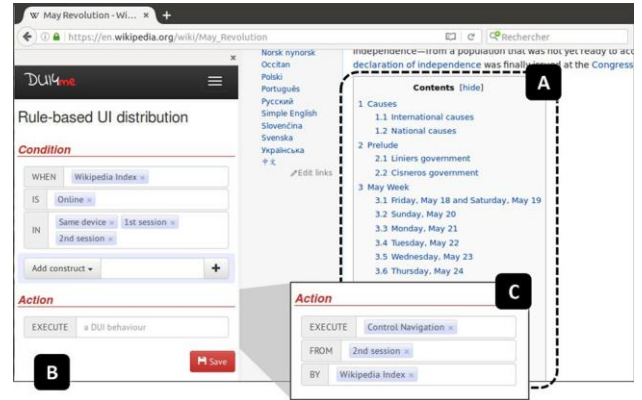 W May Revolution - Wi... ×
https://en.wikipedia.org/wiki/May_Revolution
Rechercher
×
DUI4me
Rule-based UI distribution
Condition
WHEN Wikipedia Index ×
IS Online ×
IN Same device × 1st session ×
2nd session ×
Add construct +
Action
EXECUTE a DUI behaviour
Save
B
Norsk nynorsk
Occitan
Polski
Português
Русский
Simple English
Slovenčina
Svenska
Українська
中文
Edit links
independence—from a population that was not yet ready to acc
declaration of independence was finally issued at the Congress
A
Contents [hide]
1 Causes
1.1 International causes
1.2 National causes
2 Prelude
2.1 Liniers government
2.2 Cisneros government
3 May Week
3.1 Friday, May 18 and Saturday, May 19
3.2 Sunday, May 20
3.3 Monday, May 21
3.4 Tuesday, May 22
3.5 Wednesday, May 23
3.6 Thursday, May 24
C
Action
EXECUTE Control Navigation ×
FROM 2nd session ×
BY Wikipedia Index ×